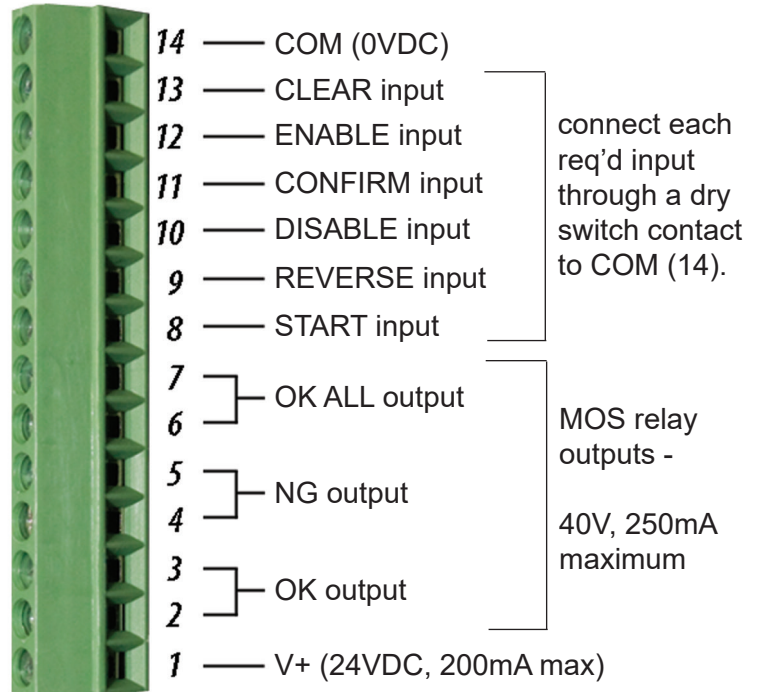 14 COM (0VDC)
13 CLEAR input
12 ENABLE input
11 CONFIRM input
10 DISABLE input
9 REVERSE input
8 START input
connect each
req’d input
through a dry
switch contact
to COM (14).
7
OK ALL output
6
5
NG output
4
3
OK output
2
MOS relay
outputs -
40V, 250mA
maximum
1 V+ (24VDC, 200mA max)